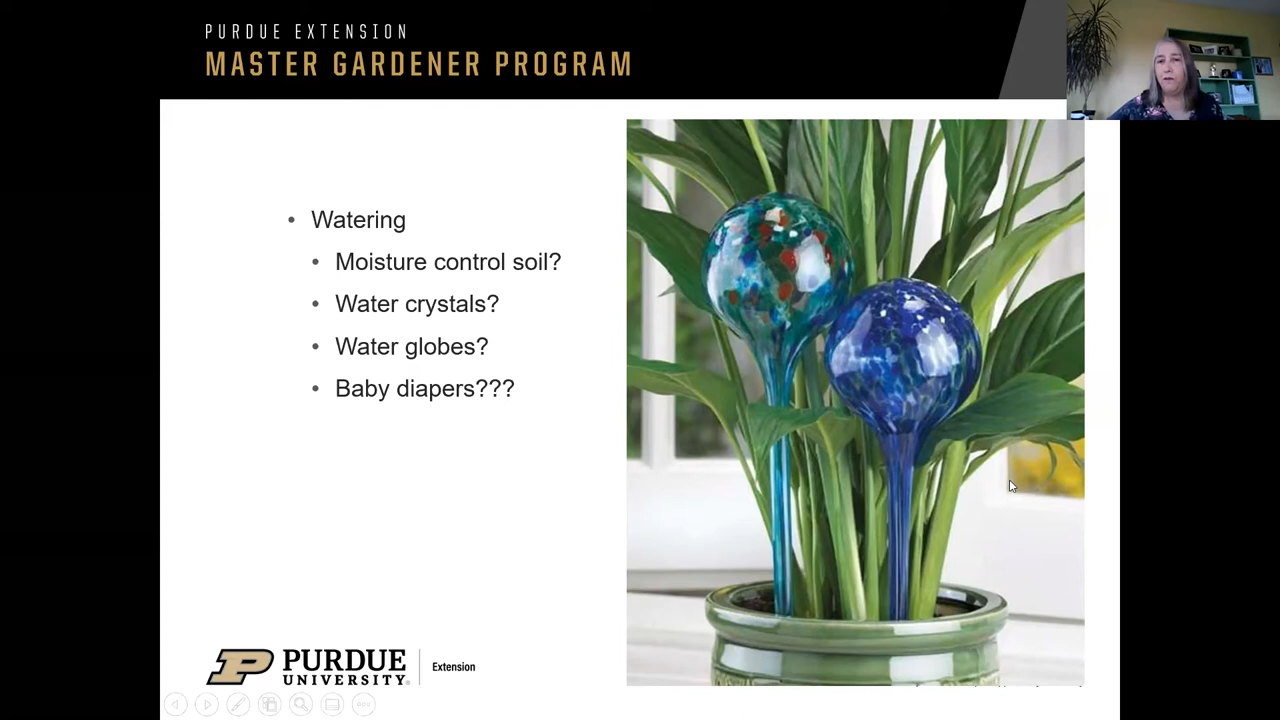 PURDUE EXTENSION
MASTER GARDENER PROGRAM
• Watering
• Moisture control soil?
• Water crystals?
• Water globes?
• Baby diapers???
PURDUE UNIVERSITY® Extension